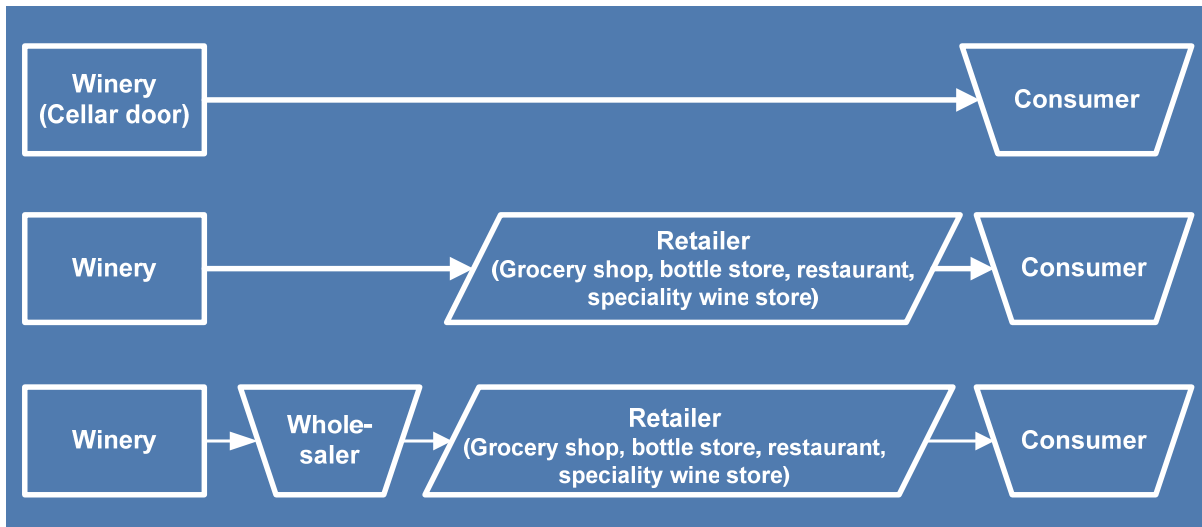 Winery
(Cellar door)
Consumer
Winery
Retailer
(Grocery shop, bottle store, restaurant,
speciality wine store)
Consumer
Winery
Whole-
saler
Retailer
(Grocery shop, bottle store, restaurant,
speciality wine store)
Consumer